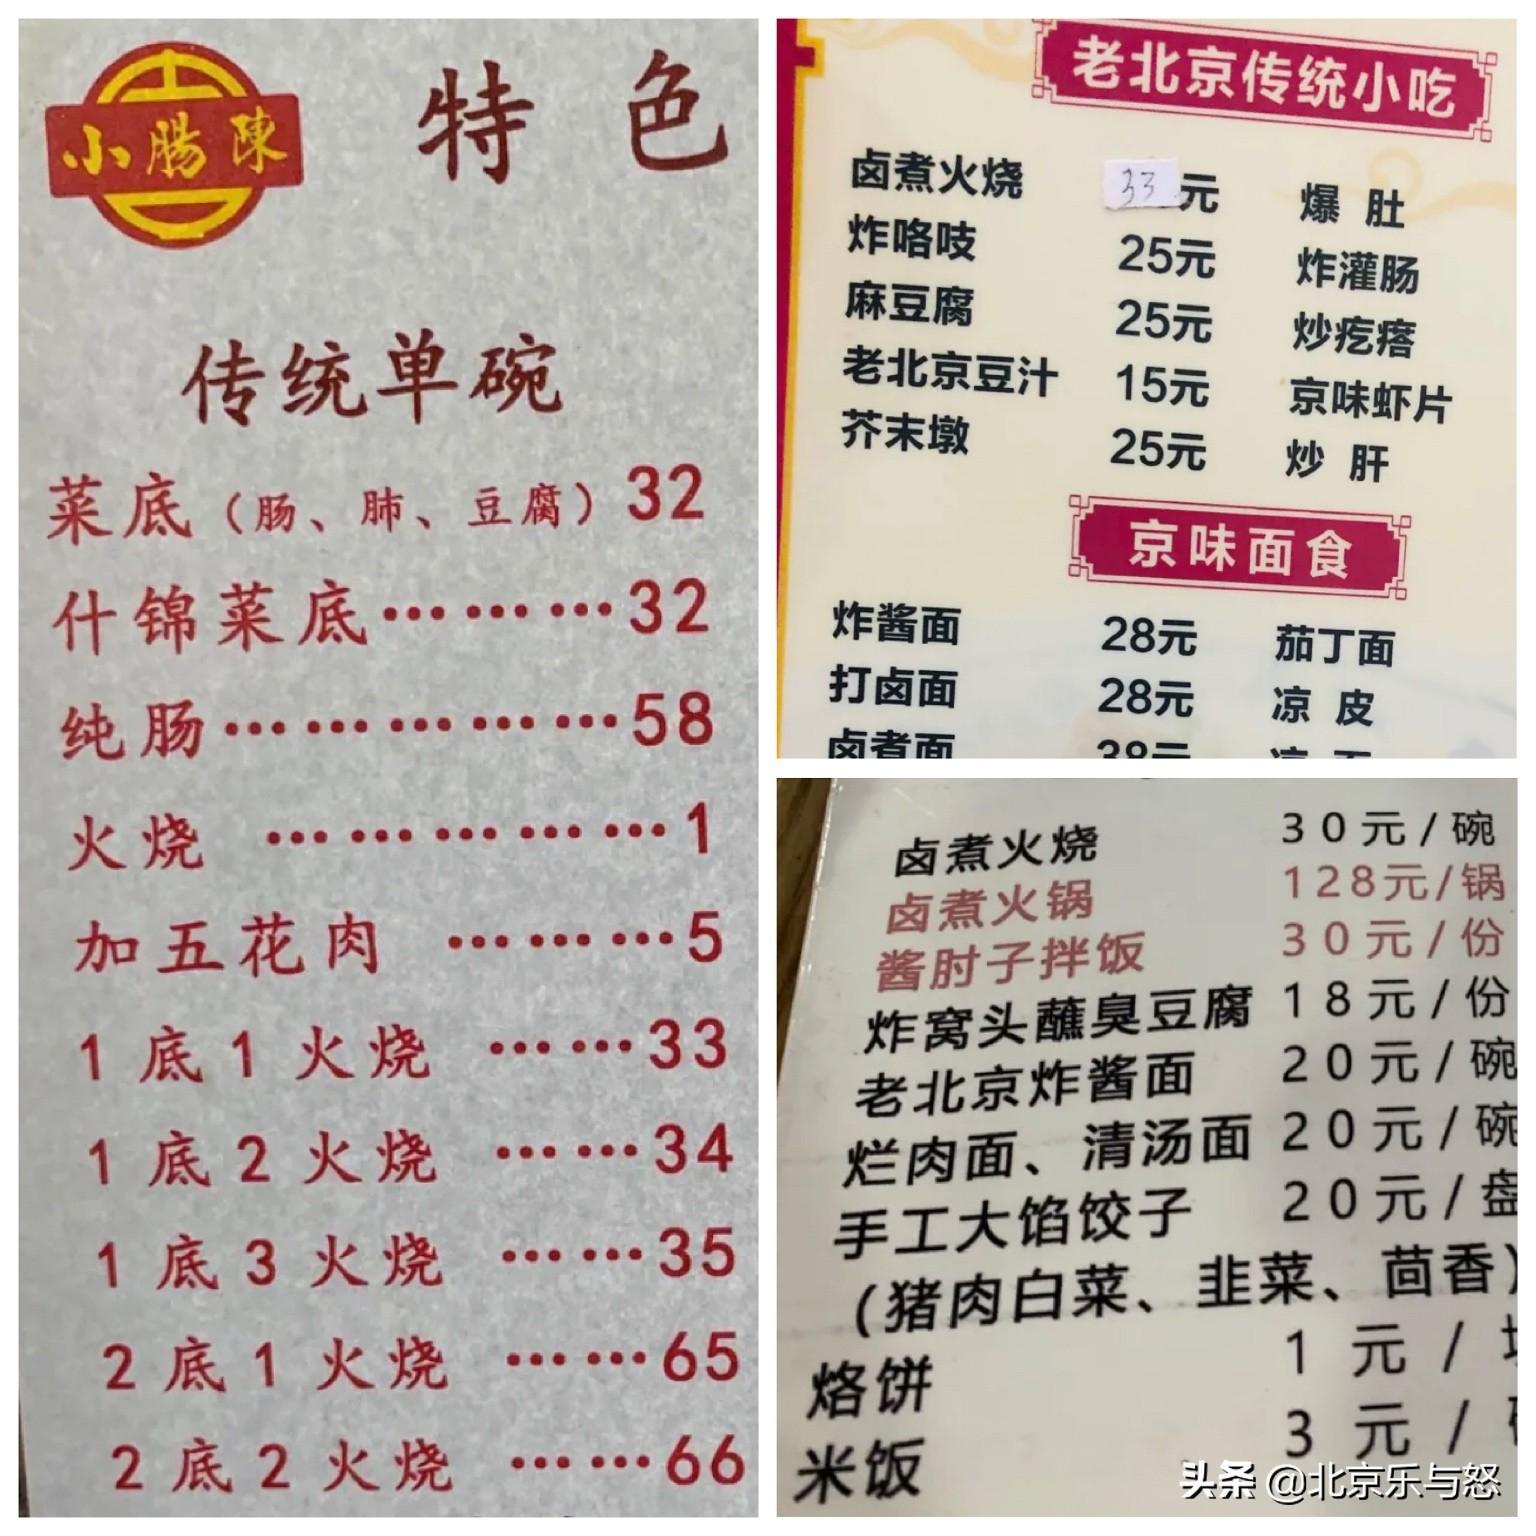 小腸陳
特色
传统单碗
菜底（肠、肺、豆腐）32
什锦菜底………32
纯肠……………58
火烧 ……………1
加五花肉 ………5
1底1火烧 ……33
1底2火烧 ……34
1底3火烧 ……35
2底1火烧 ……65
2底2火烧 ……66
老北京传统小吃
卤煮火烧 33元 爆肚
炸咯吱 25元 炸灌肠
麻豆腐 25元 炒疙瘩
老北京豆汁 15元 京味虾片
芥末墩 25元 炒肝
京味面食
炸酱面 28元 茄丁面
打卤面 28元 凉皮
卤煮面 38元
卤煮火烧 30元/碗
卤煮火锅 128元/锅
酱肘子拌饭 30元/份
炸窝头蘸臭豆腐 18元/份
老北京炸酱面 20元/碗
烂肉面、清汤面 20元/碗
手工大馅饺子 20元/盘
（猪肉白菜、韭菜、茴香）
烙饼 1元/
米饭 3元/
头条 @北京乐与怒